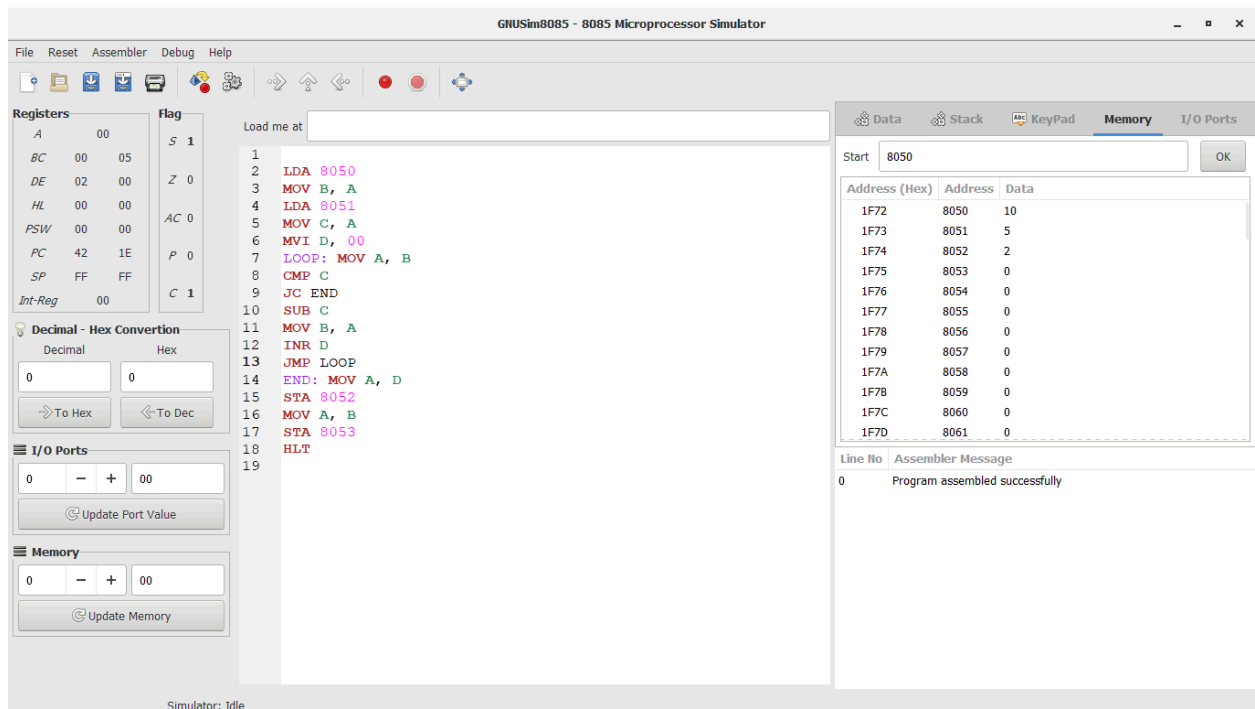 GNUSim8085 - 8085 Microprocessor Simulator
File Reset Assembler Debug Help
Registers
A 00
BC 00 05
DE 02 00
HL 00 00
PSW 00 00
PC 42 1E
SP FF FF
Int-Reg 00
Flag
S 1
Z 0
AC 0
P 0
C 1
Decimal - Hex Convertion
Decimal Hex
0 0
To Hex To Dec
I/O Ports
0 − + 00
Update Port Value
Memory
0 − + 00
Update Memory
Load me at
1
2 LDA 8050
3 MOV B, A
4 LDA 8051
5 MOV C, A
6 MVI D, 00
7 LOOP: MOV A, B
8 CMP C
9 JC END
10 SUB C
11 MOV B, A
12 INR D
13 JMP LOOP
14 END: MOV A, D
15 STA 8052
16 MOV A, B
17 STA 8053
18 HLT
19
Data Stack Abc KeyPad Memory I/O Ports
Start 8050 OK
Address (Hex) Address Data
1F72 8050 10
1F73 8051 5
1F74 8052 2
1F75 8053 0
1F76 8054 0
1F77 8055 0
1F78 8056 0
1F79 8057 0
1F7A 8058 0
1F7B 8059 0
1F7C 8060 0
1F7D 8061 0
Line No Assembler Message
0 Program assembled successfully
Simulator: Idle